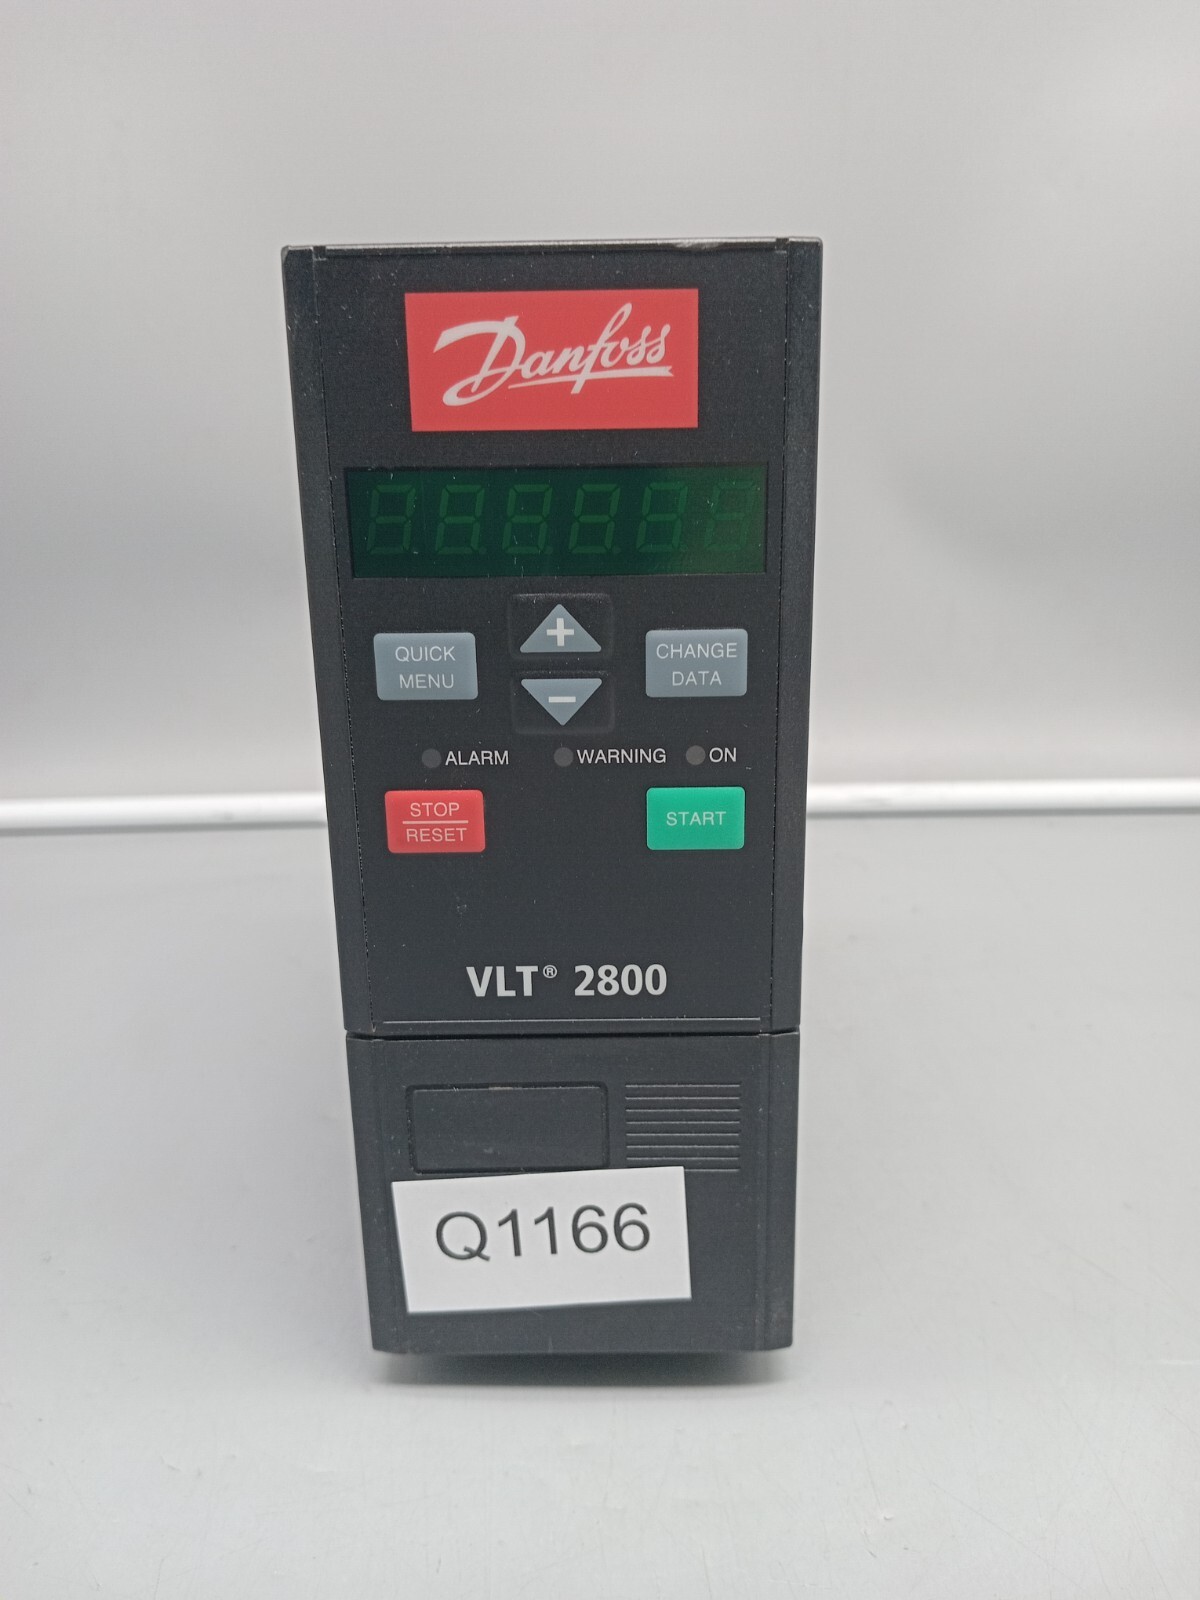 Danfoss
+
QUICK
MENU
CHANGE
DATA
-
ALARM
WARNING
ON
STOP
RESET
START
VLT® 2800
Q1166